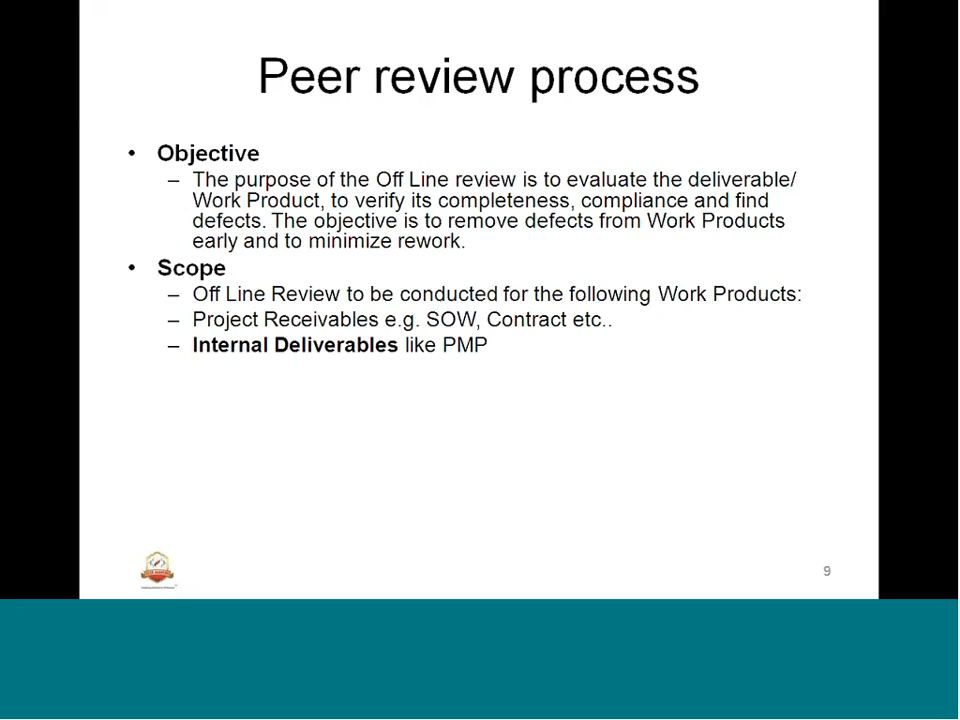 Peer review process
• Objective
– The purpose of the Off Line review is to evaluate the deliverable/
Work Product, to verify its completeness, compliance and find
defects. The objective is to remove defects from Work Products
early and to minimize rework.
• Scope
– Off Line Review to be conducted for the following Work Products:
– Project Receivables e.g. SOW, Contract etc..
– Internal Deliverables like PMP
9